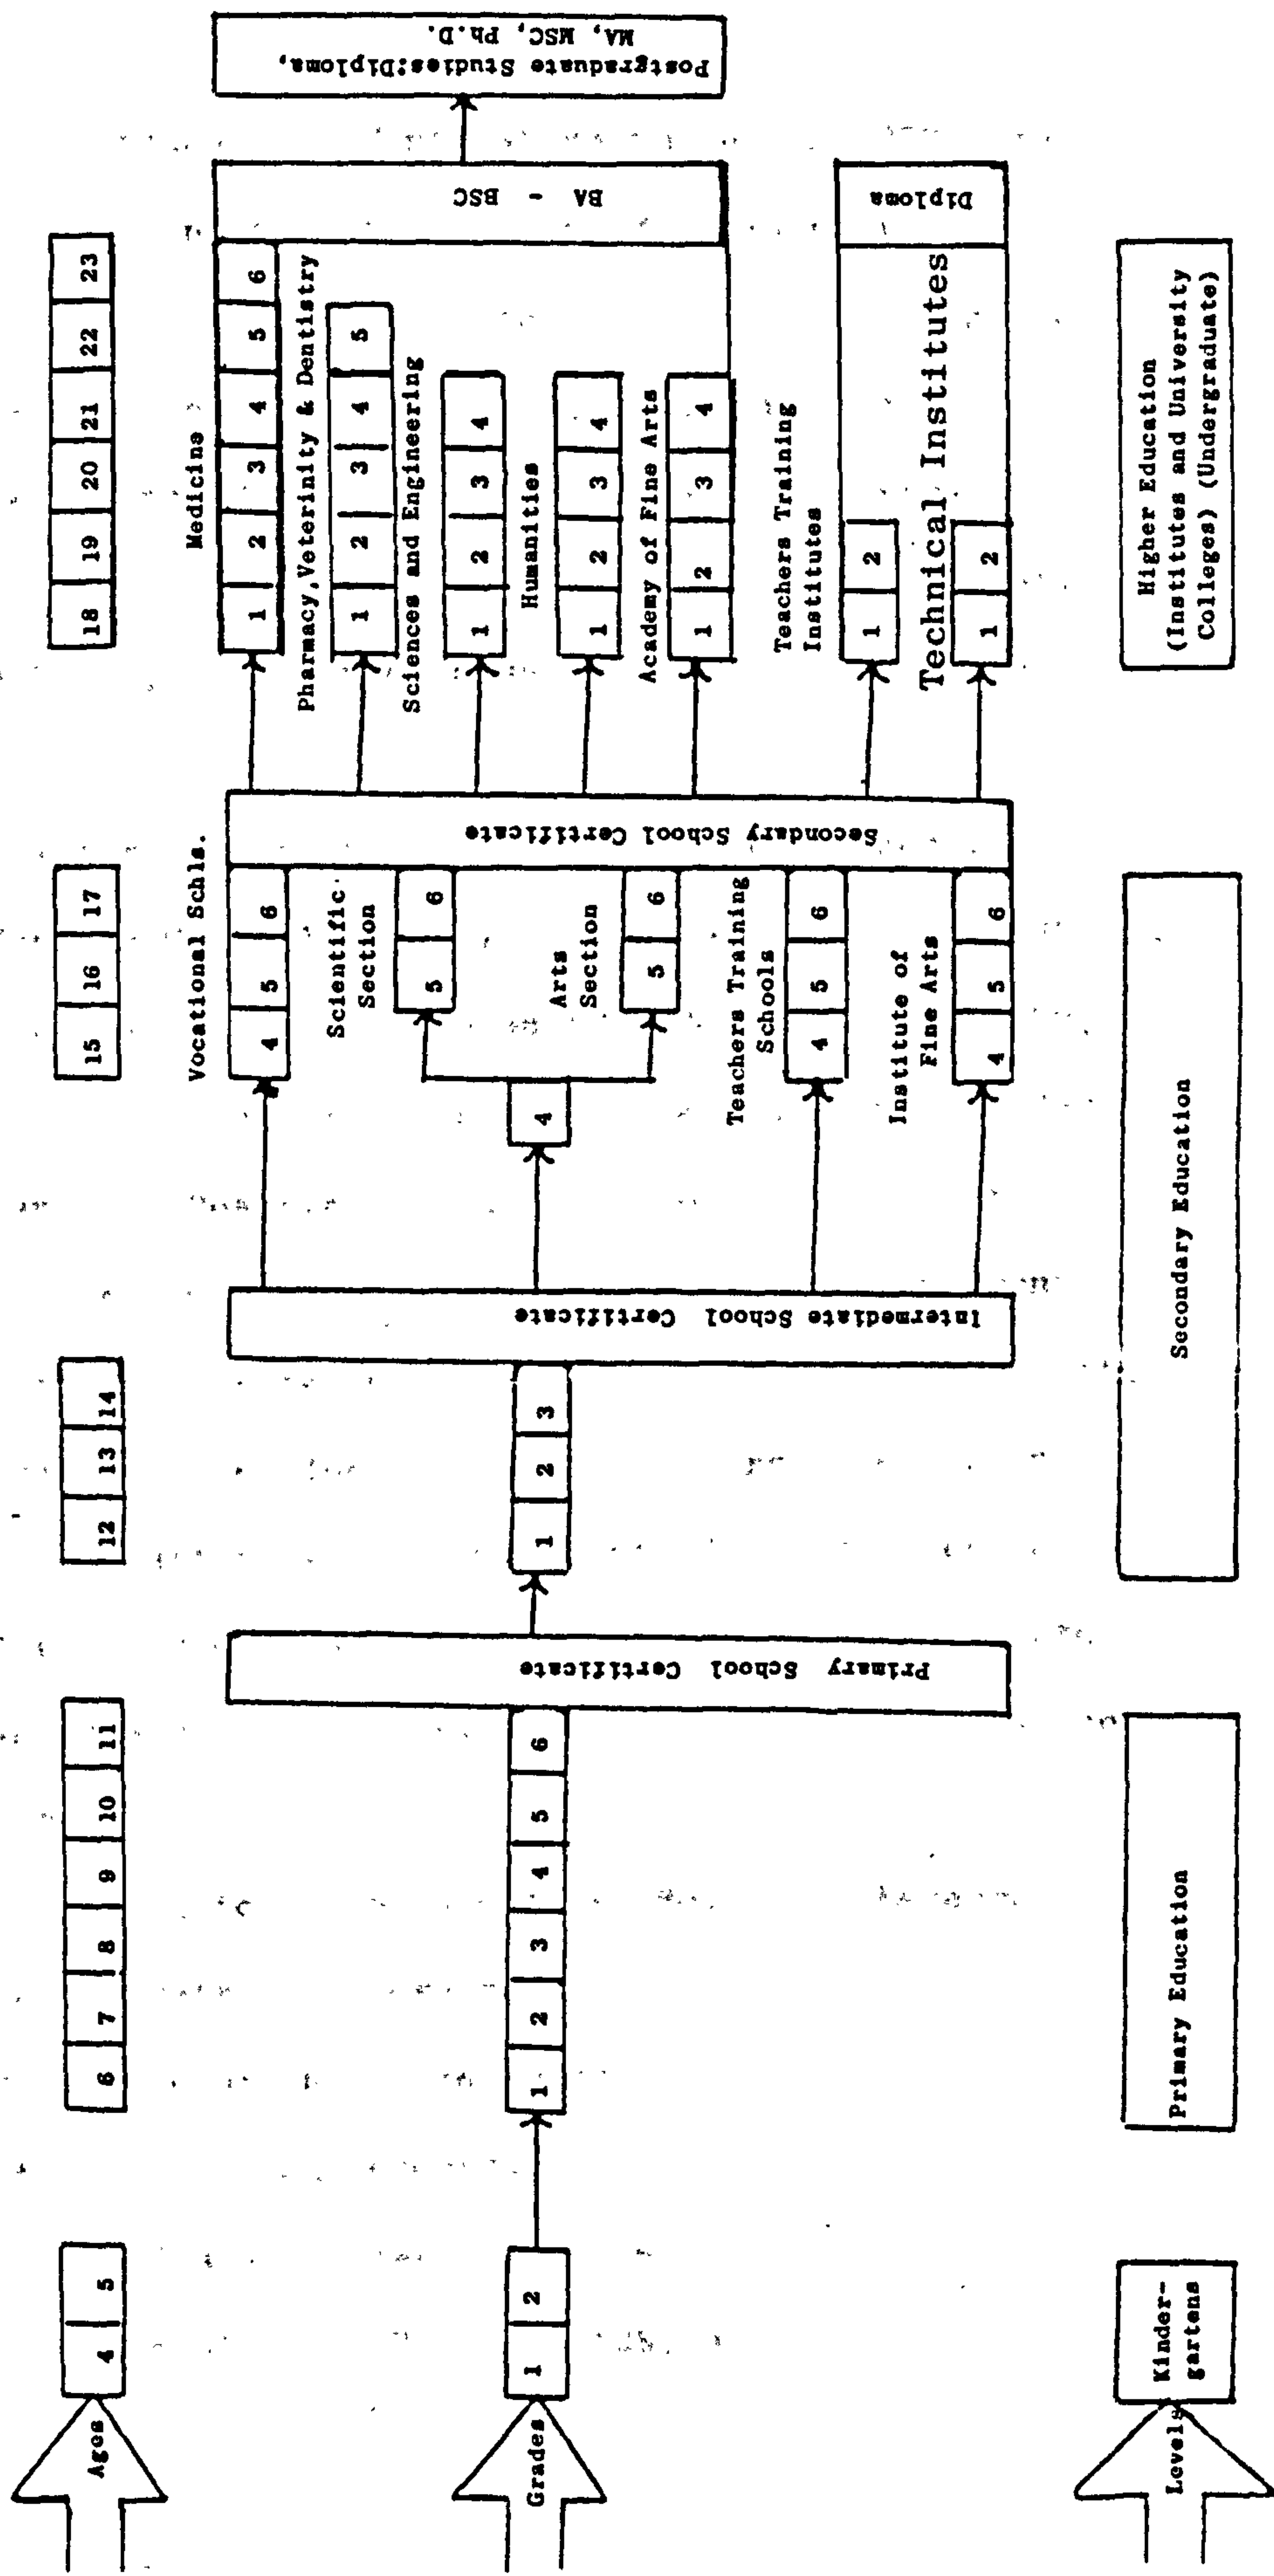 Ages
4 5
6 7 8 9 10 11
12 13 14
15 16 17
18 19 20 21 22 23
Grades
1 2
1 2 3 4 5 6
Primary School Certificate
1 2 3
Intermediate School Certificate
Vocational Schls.
4 5 6
4
Scientific
Section
5 6
Arts
Section
5 6
Teachers Training
Schools
4 5 6
Institute of
Fine Arts
4 5 6
Secondary School Certificate
Medicine
1 2 3 4 5 6
Pharmacy,Veterinity & Dentistry
1 2 3 4 5
Sciences and Engineering
1 2 3 4
Humanities
1 2 3 4
Academy of Fine Arts
1 2 3 4
BA - BSC
Postgraduate Studies:Diploma,
MA, MSC, Ph.D.
Teachers Training
Institutes
1 2
Technical Institutes
1 2
Diploma
Levels
Kinder-
gartens
Primary Education
Secondary Education
Higher Education
(Institutes and University
Colleges) (Undergraduate)